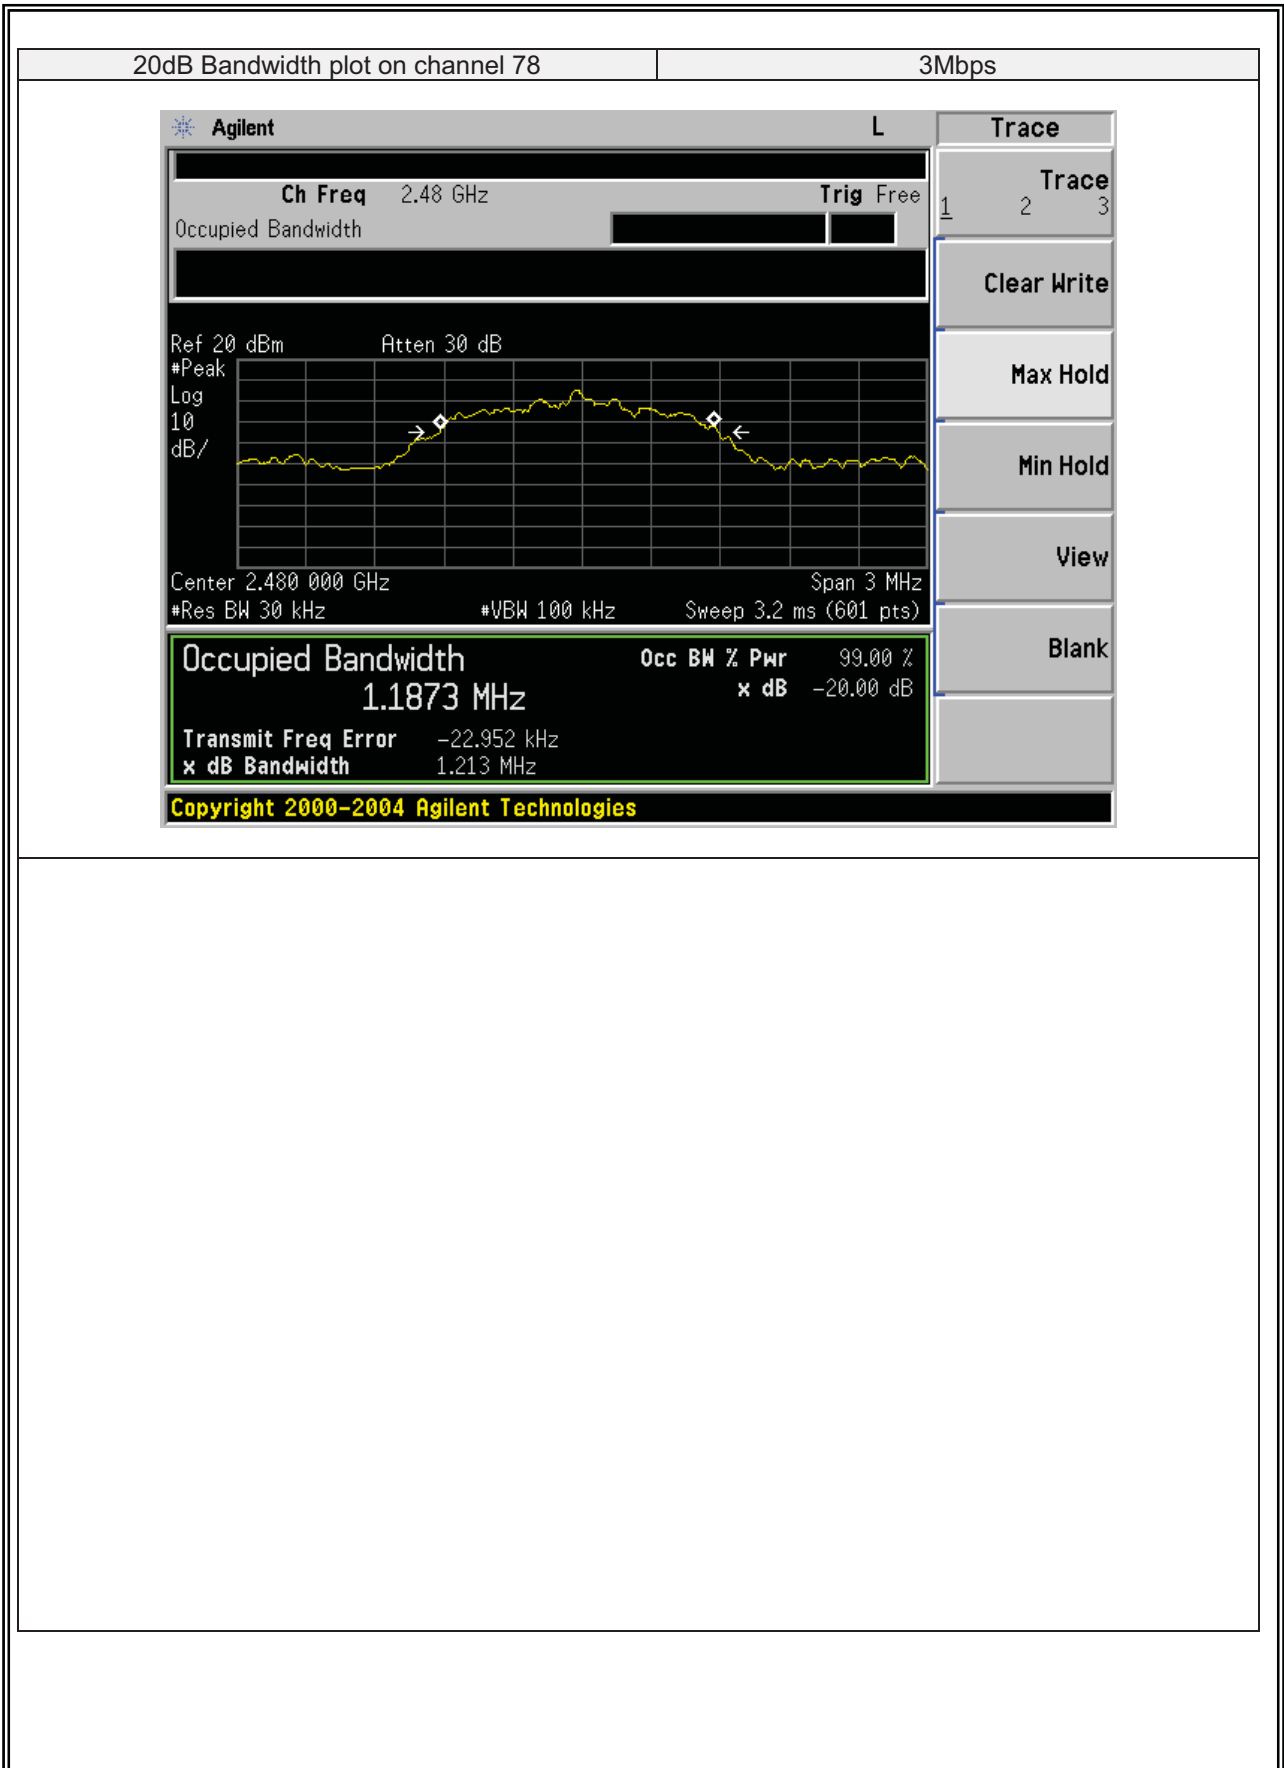 20dB Bandwidth plot on channel 78 3Mbps
Agilent L Trace
Ch Freq 2.48 GHz Trig Free
Occupied Bandwidth
Trace
1 2 3
Clear Write
Max Hold
Min Hold
View
Blank
Ref 20 dBm Atten 30 dB
#Peak
Log
10
dB/
Center 2.480 000 GHz Span 3 MHz
#Res BW 30 kHz #VBW 100 kHz Sweep 3.2 ms (601 pts)
Occupied Bandwidth Occ BW % Pwr 99.00 %
1.1873 MHz x dB -20.00 dB
Transmit Freq Error -22.952 kHz
x dB Bandwidth 1.213 MHz
Copyright 2000-2004 Agilent Technologies